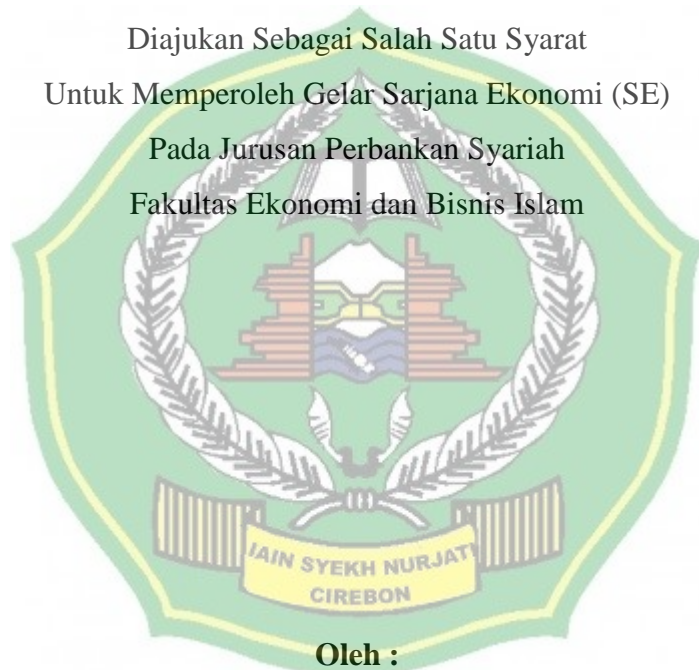 Diajukan Sebagai Salah Satu Syarat
Untuk Memperoleh Gelar Sarjana Ekonomi (SE)
Pada Jurusan Perbankan Syariah
Fakultas Ekonomi dan Bisnis Islam
IAIN SYEKH NURJATI
CIREBON
Oleh :